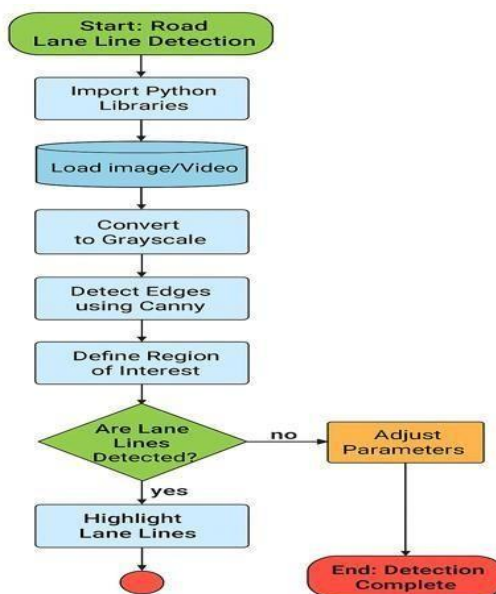 Start: Road
Lane Line Detection
Import Python
Libraries
Load image/Video
Convert
to Grayscale
Detect Edges
using Canny
Define Region
of Interest
Are Lane
Lines
Detected?
no
Adjust
Parameters
yes
Highlight
Lane Lines
End: Detection
Complete